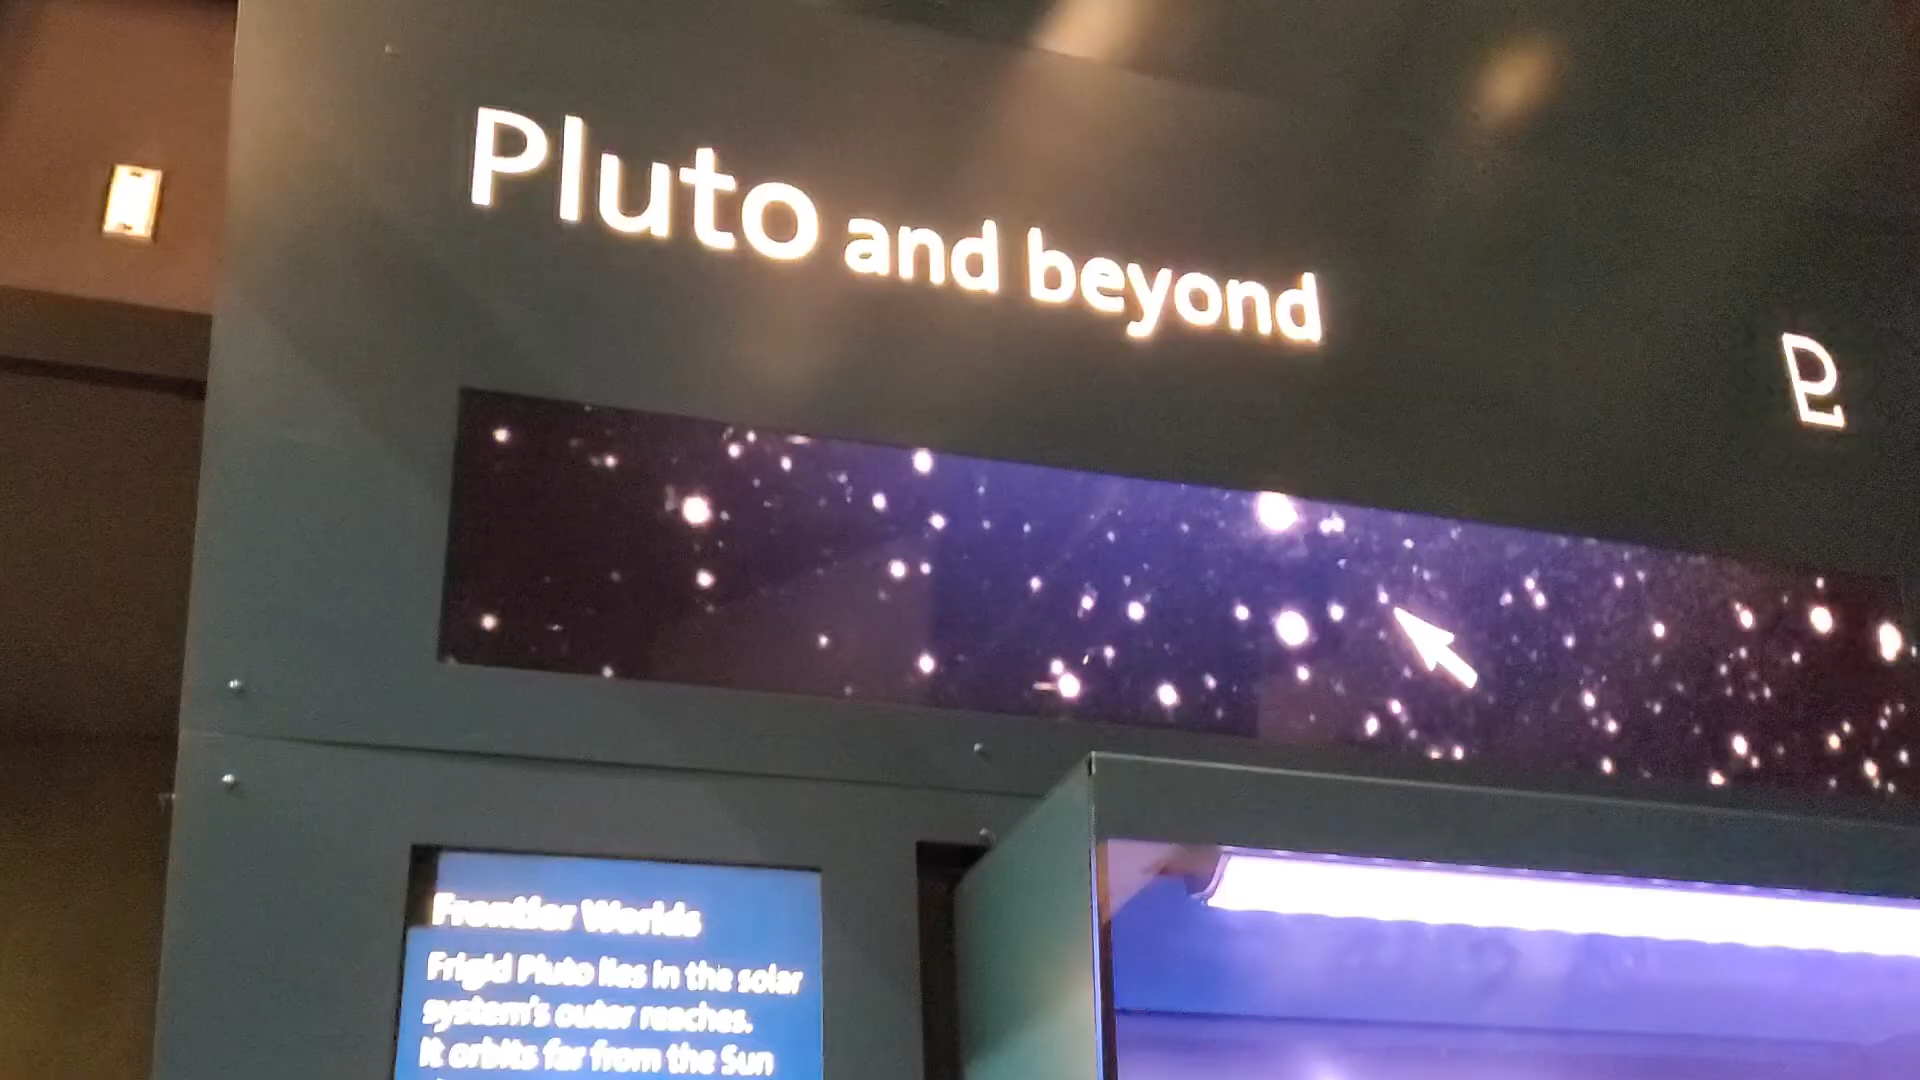 Pluto and beyond
Frontier Worlds
Frigid Pluto lies in the solar
system's outer reaches.
It orbits far from the Sun